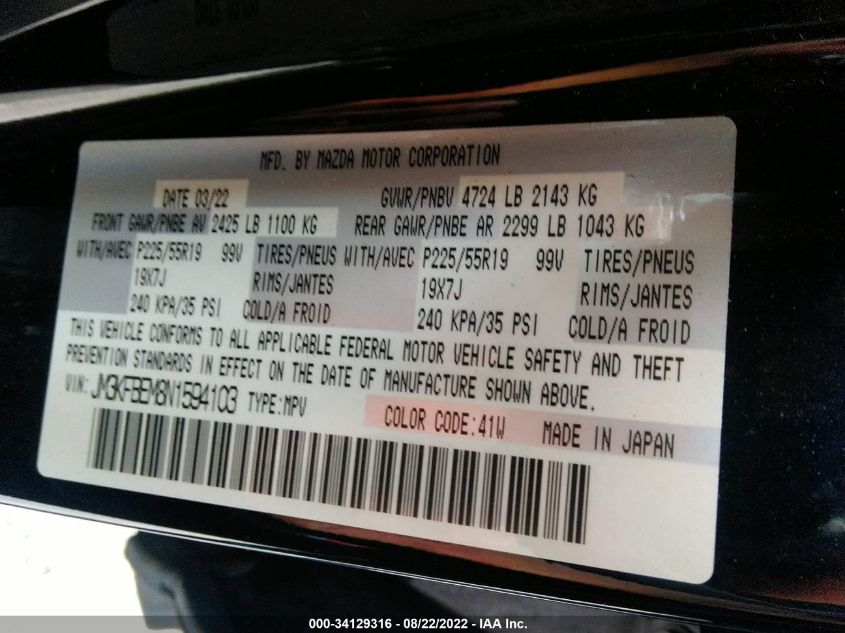 MFD. BY MAZDA MOTOR CORPORATION
DATE 03/22 GVWR/PNBV 4724 LB 2143 KG
FRONT GAWR/PNBE AV 2425 LB 1100 KG REAR GAWR/PNBE AR 2299 LB 1043 KG
WITH/AVEC P225/55R19 99V TIRES/PNEUS WITH/AVEC P225/55R19 99V TIRES/PNEUS
19X7J RIMS/JANTES 19X7J RIMS/JANTES
240 KPA/35 PSI COLD/A FROID 240 KPA/35 PSI COLD/A FROID
THIS VEHICLE CONFORMS TO ALL APPLICABLE FEDERAL MOTOR VEHICLE SAFETY AND THEFT
PREVENTION STANDARDS IN EFFECT ON THE DATE OF MANUFACTURE SHOWN ABOVE.
VIN: JM3KFBEM8N1594103 TYPE:MPV
COLOR CODE:41W MADE IN JAPAN
000-34129316 - 08/22/2022 - IAA Inc.